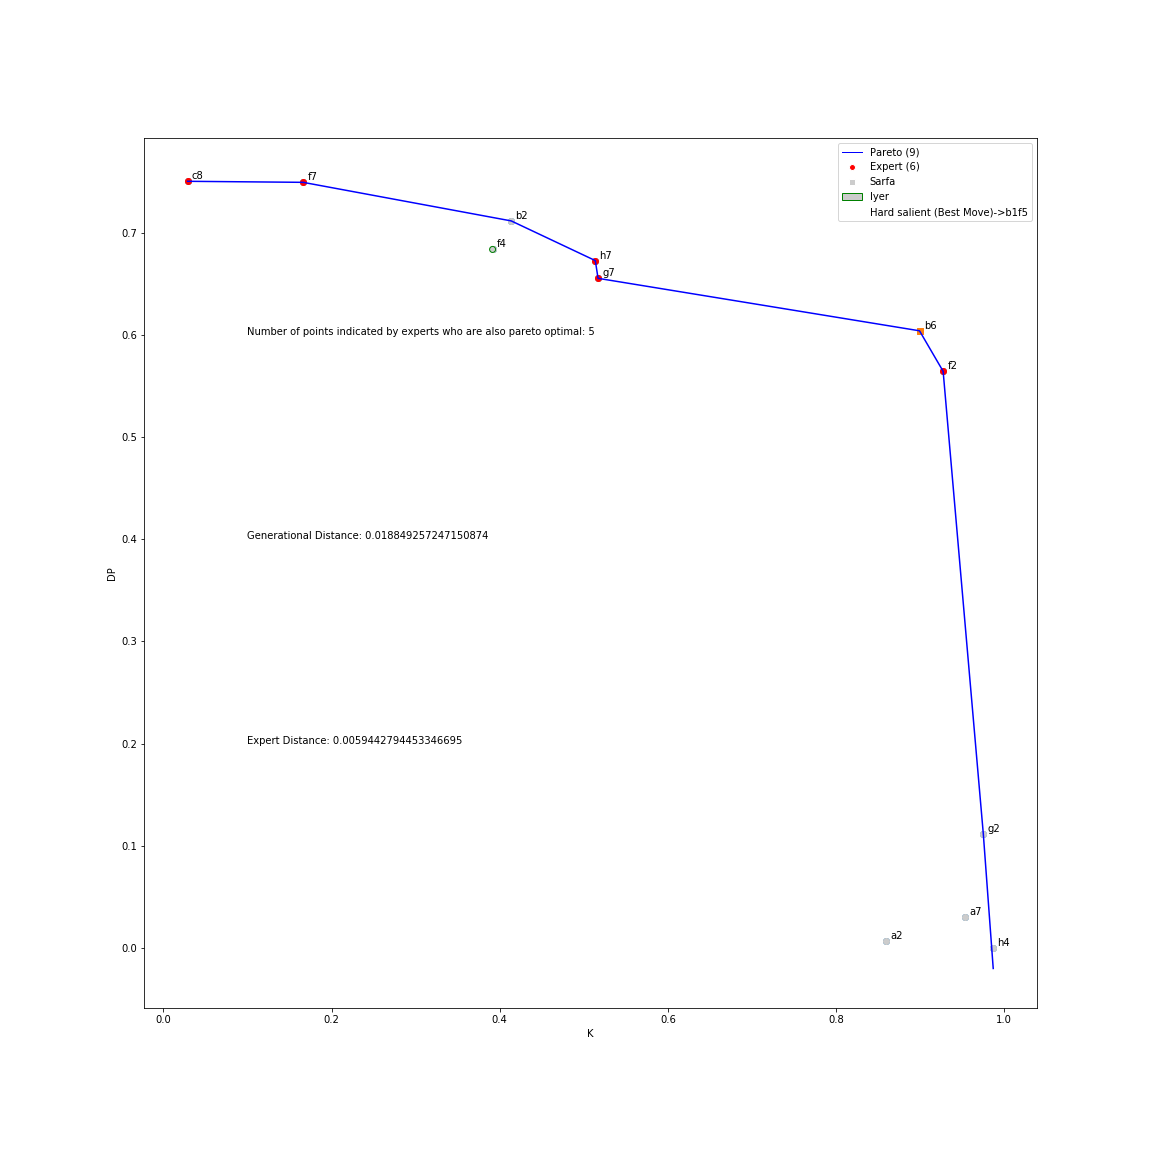 Pareto (9)
Expert (6)
Sarfa
Iyer
Hard salient (Best Move)->b1f5
c8
f7
b2
f4
h7
g7
b6
f2
Number of points indicated by experts who are also pareto optimal: 5
Generational Distance: 0.018849257247150874
Expert Distance: 0.0059442794453346695
g2
a7
a2
h4
0.7
0.6
0.5
0.4
0.3
0.2
0.1
0.0
DP
0.0 0.2 0.4 0.6 0.8 1.0
K